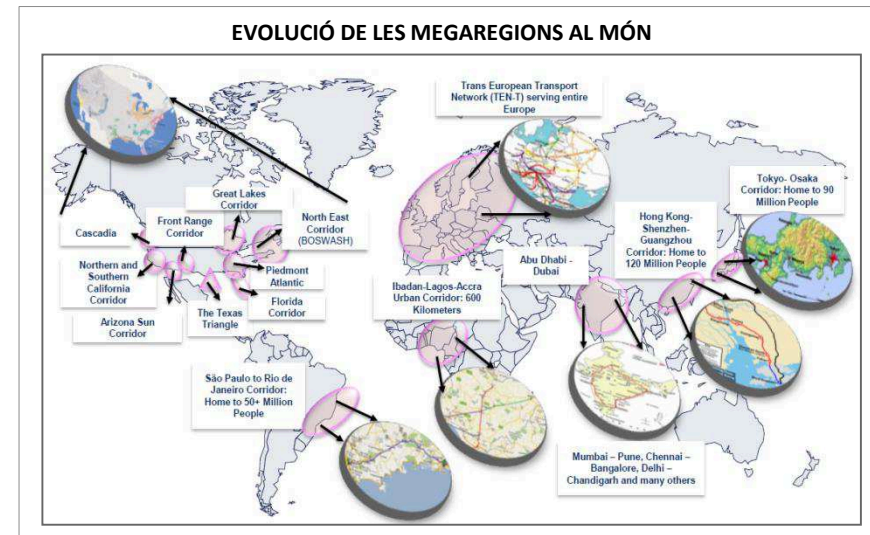 EVOLUCIÓ DE LES MEGAREGIONS AL MÓN
Trans European Transport
Network (TEN-T) serving entire
Europe
Tokyo- Osaka
Corridor: Home to 90
Million People
Great Lakes
Corridor
Hong Kong-
Shenzhen-
Guangzhou
Corridor: Home to
120 Million People
Cascadia
Front Range
Corridor
North East
Corridor
(BOSWASH)
Abu Dhabi -
Dubai
Northern and
Southern
California
Corridor
Piedmont
Atlantic
Ibadan-Lagos-Accra
Urban Corridor: 600
Kilometers
Florida
Corridor
Arizona Sun
Corridor
The Texas
Triangle
São Paulo to Rio de
Janeiro Corridor:
Home to 50+ Million
People
Mumbai – Pune, Chennai –
Bangalore, Delhi –
Chandigarh and many others